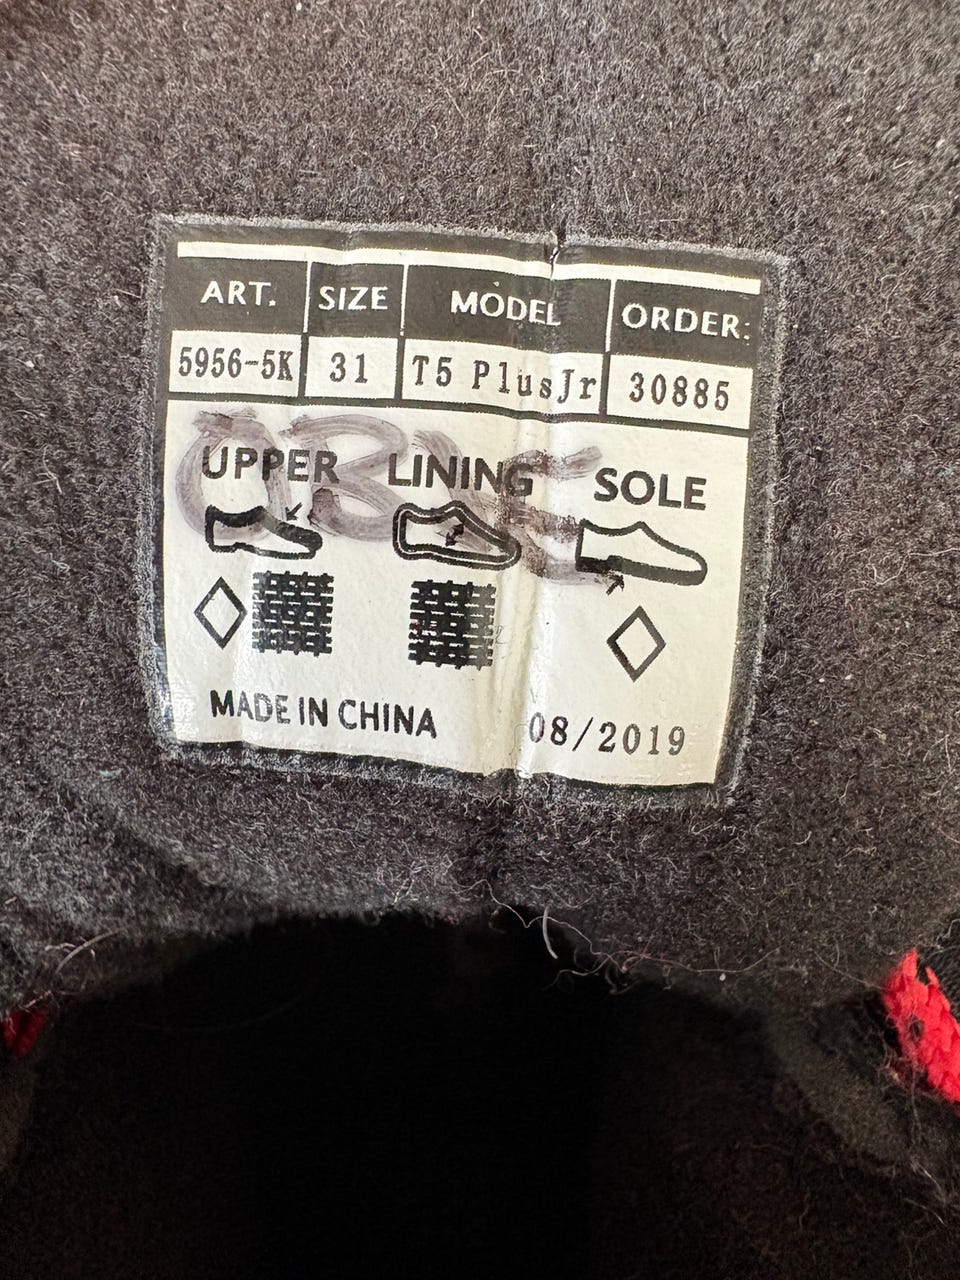 ART. SIZE MODEL ORDER:
5956-5K 31 T5 PlusJr 30885
UPPER LINING SOLE
MADE IN CHINA 08/2019